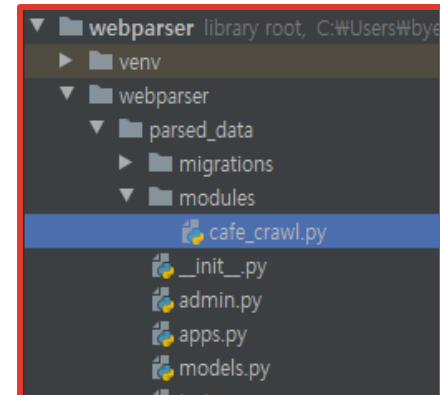 webparser library root, C:₩Users₩bye
venv
webparser
parsed_data
migrations
modules
cafe_crawl.py
__init__.py
admin.py
apps.py
models.py